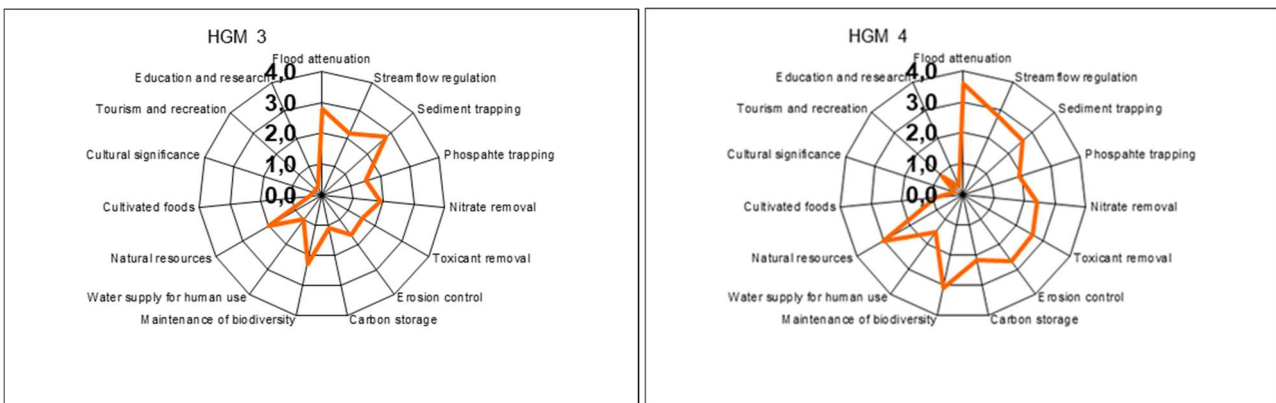 HGM 3
Flood attenuation
Streamflow regulation
Sediment trapping
Phospahte trapping
Nitrate removal
Toxicant removal
Erosion control
Carbon storage
Maintenance of biodiversity
Water supply for human use
Natural resources
Cultivated foods
Cultural significance
Tourism and recreation
Education and research
4,0
3,0
2,0
1,0
0,0
HGM 4
Flood attenuation
Streamflow regulation
Sediment trapping
Phospahte trapping
Nitrate removal
Toxicant removal
Erosion control
Carbon storage
Maintenance of biodiversity
Water supply for human use
Natural resources
Cultivated foods
Cultural significance
Tourism and recreation
Education and research
4,0
3,0
2,0
1,0
0,0